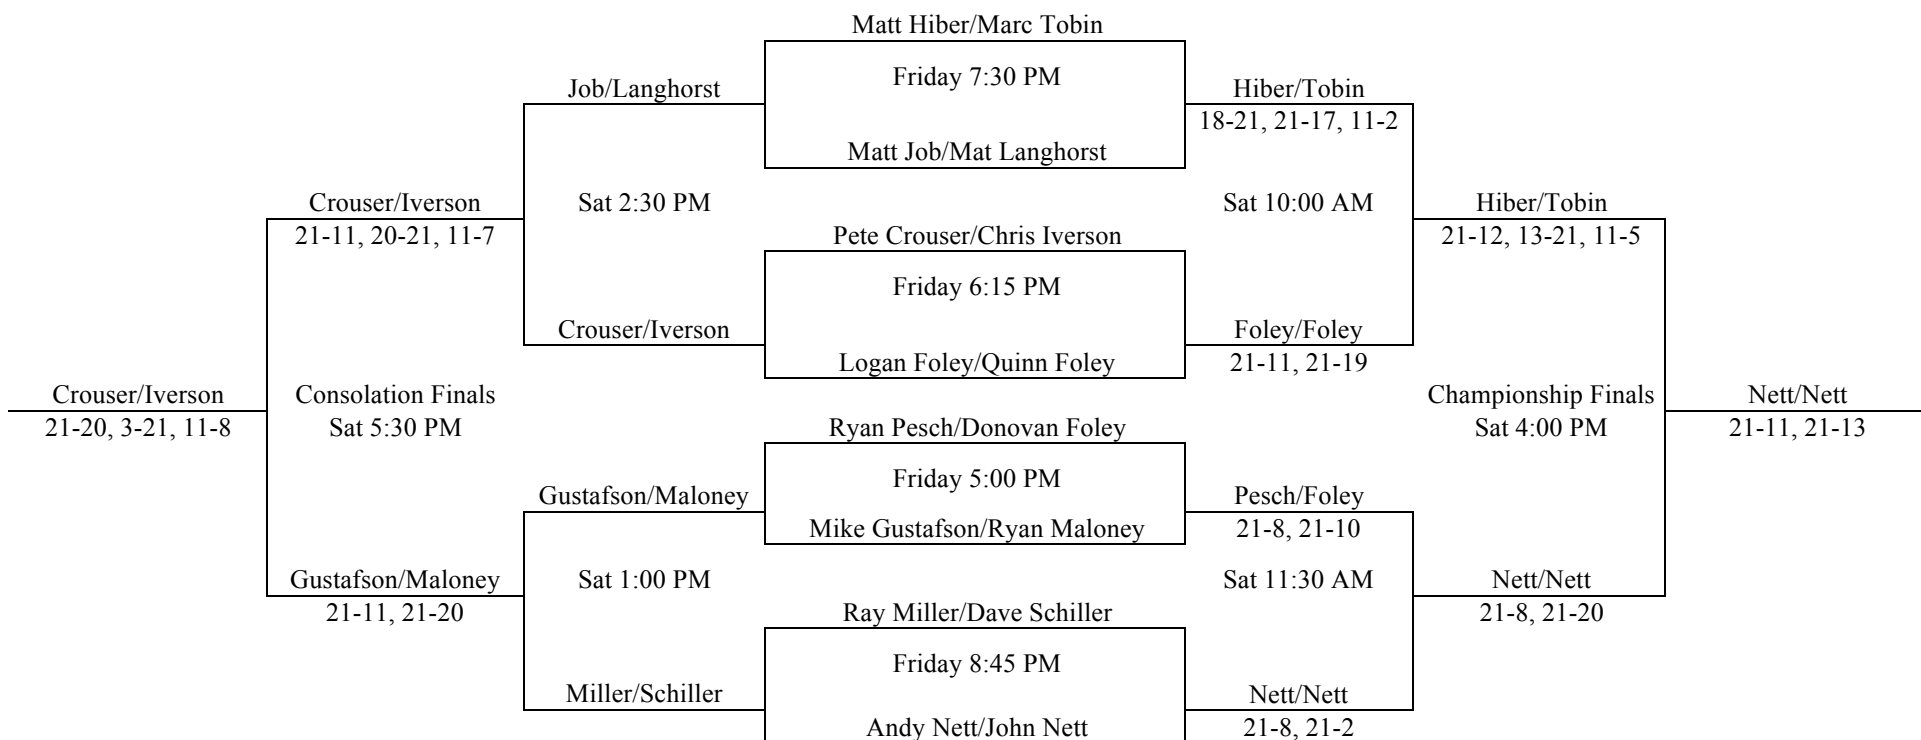 Matt Hiber/Marc Tobin
Friday 7:30 PM
Job/Langhorst
Hiber/Tobin
18-21, 21-17, 11-2
Matt Job/Mat Langhorst
Crouser/Iverson
Sat 2:30 PM
Sat 10:00 AM
Hiber/Tobin
21-11, 20-21, 11-7
Pete Crouser/Chris Iverson
21-12, 13-21, 11-5
Friday 6:15 PM
Crouser/Iverson
Foley/Foley
Logan Foley/Quinn Foley
21-11, 21-19
Crouser/Iverson
Consolation Finals
Championship Finals
Nett/Nett
21-20, 3-21, 11-8
Sat 5:30 PM
Ryan Pesch/Donovan Foley
Sat 4:00 PM
21-11, 21-13
Friday 5:00 PM
Gustafson/Maloney
Pesch/Foley
Mike Gustafson/Ryan Maloney
21-8, 21-10
Gustafson/Maloney
Sat 1:00 PM
Sat 11:30 AM
Nett/Nett
21-11, 21-20
Ray Miller/Dave Schiller
21-8, 21-20
Friday 8:45 PM
Miller/Schiller
Nett/Nett
Andy Nett/John Nett
21-8, 21-2